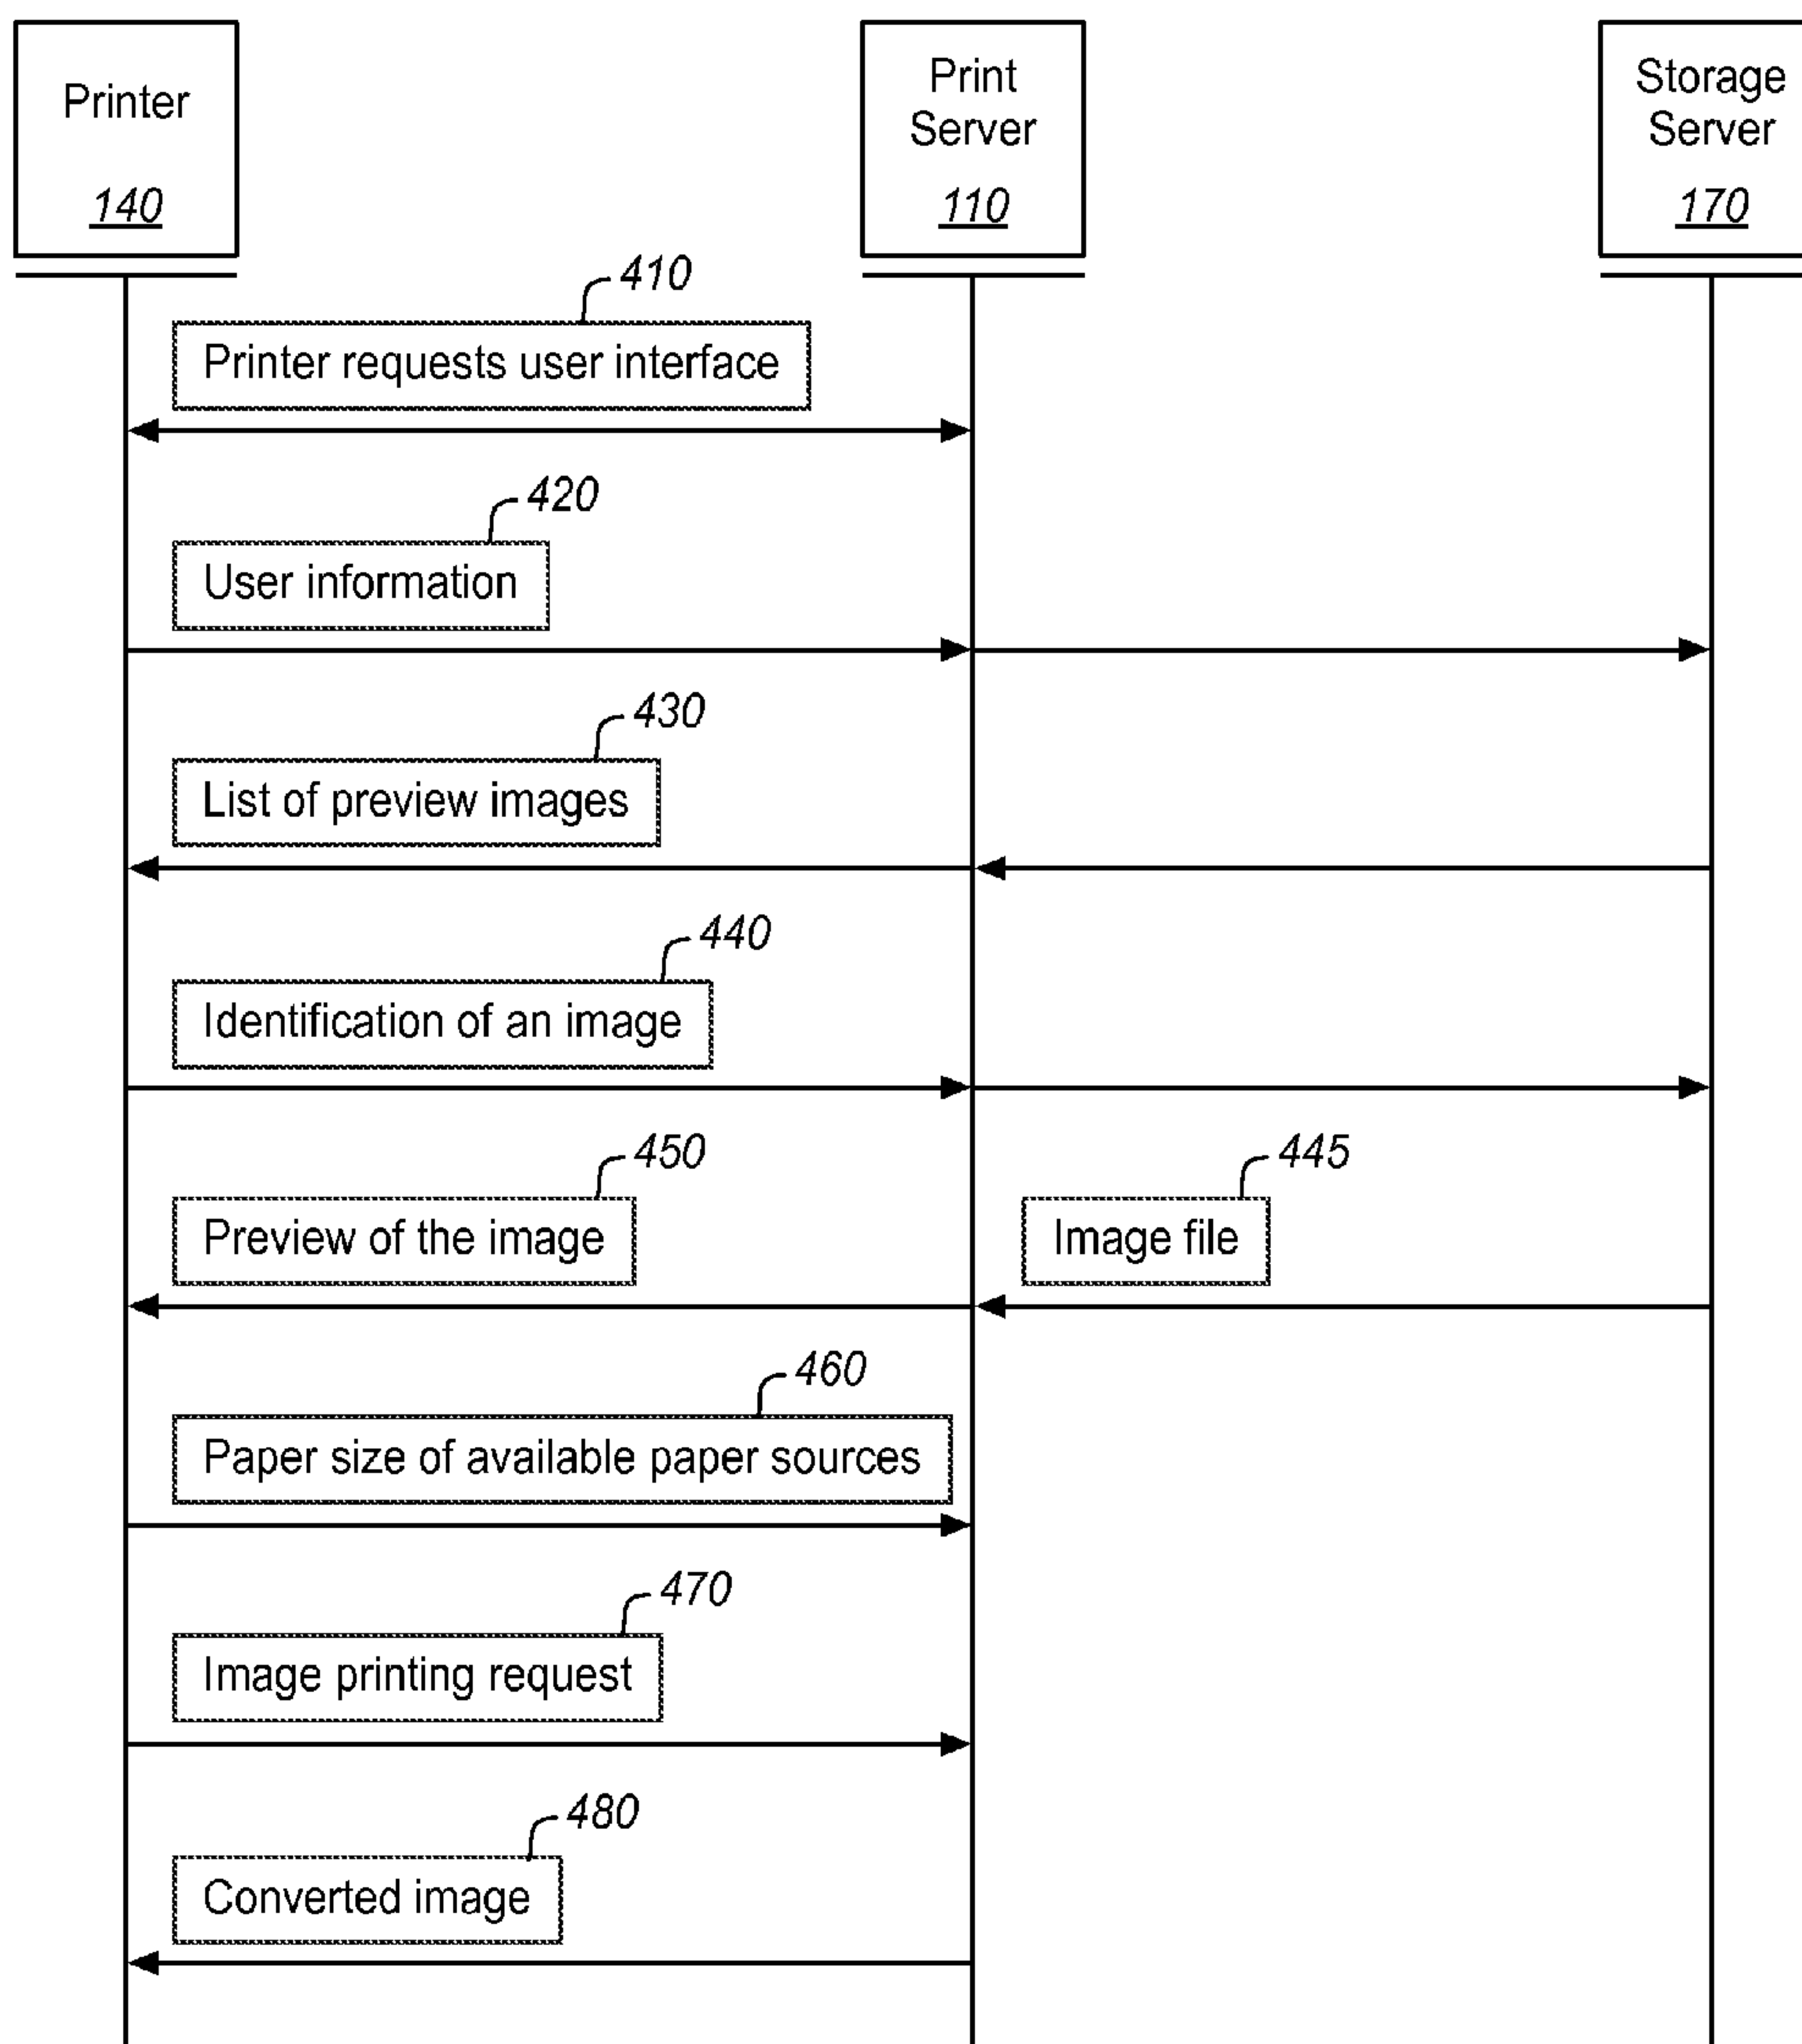 Printer
140
Print
Server
110
Storage
Server
170
410
Printer requests user interface
420
User information
430
List of preview images
440
Identification of an image
450
Preview of the image
445
Image file
460
Paper size of available paper sources
470
Image printing request
480
Converted image